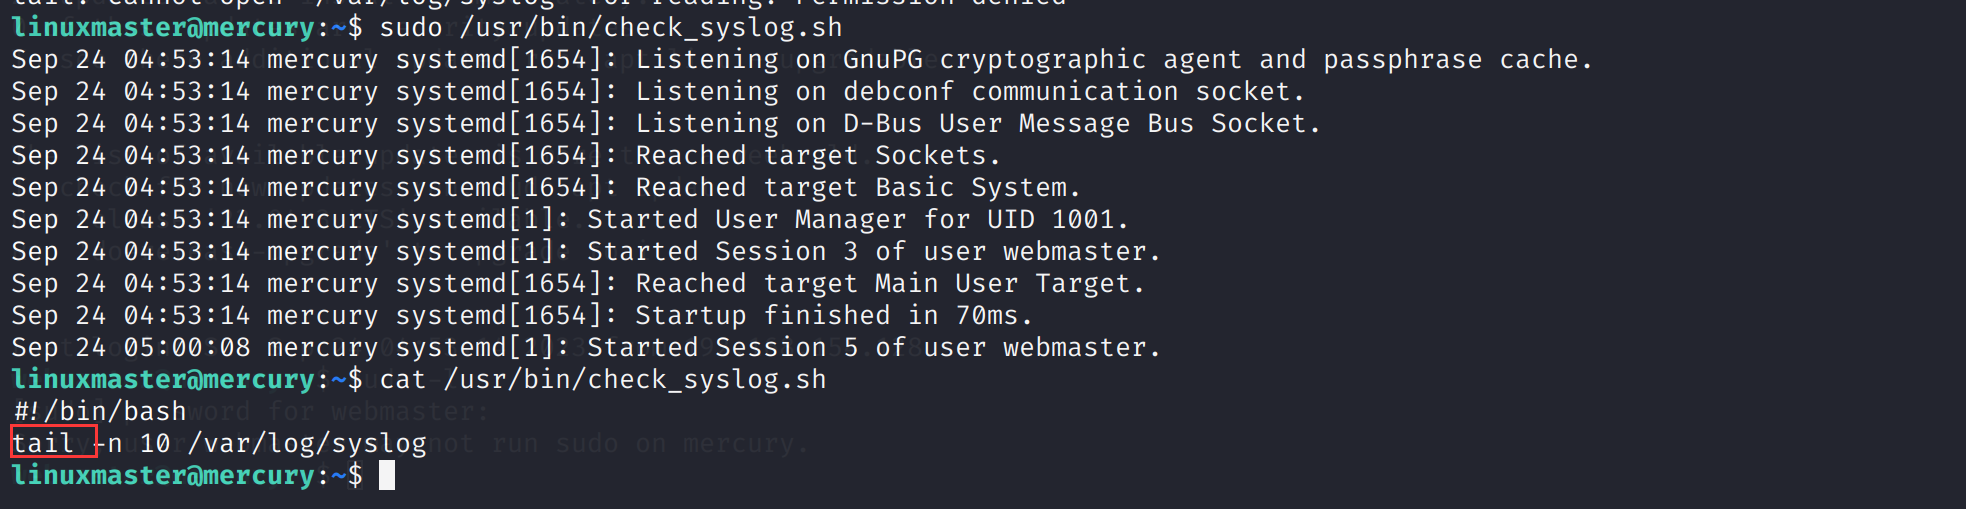 tail: cannot open '/var/log/syslog' for reading: Permission denied
linuxmaster@mercury:~$ sudo /usr/bin/check_syslog.sh
Sep 24 04:53:14 mercury systemd[1654]: Listening on GnuPG cryptographic agent and passphrase cache.
Sep 24 04:53:14 mercury systemd[1654]: Listening on debconf communication socket.
Sep 24 04:53:14 mercury systemd[1654]: Listening on D-Bus User Message Bus Socket.
Sep 24 04:53:14 mercury systemd[1654]: Reached target Sockets.
Sep 24 04:53:14 mercury systemd[1654]: Reached target Basic System.
Sep 24 04:53:14 mercury systemd[1]: Started User Manager for UID 1001.
Sep 24 04:53:14 mercury systemd[1]: Started Session 3 of user webmaster.
Sep 24 04:53:14 mercury systemd[1654]: Reached target Main User Target.
Sep 24 04:53:14 mercury systemd[1654]: Startup finished in 70ms.
Sep 24 05:00:08 mercury systemd[1]: Started Session 5 of user webmaster.
linuxmaster@mercury:~$ cat /usr/bin/check_syslog.sh
#!/bin/bash
tail -n 10 /var/log/syslog
linuxmaster@mercury:~$